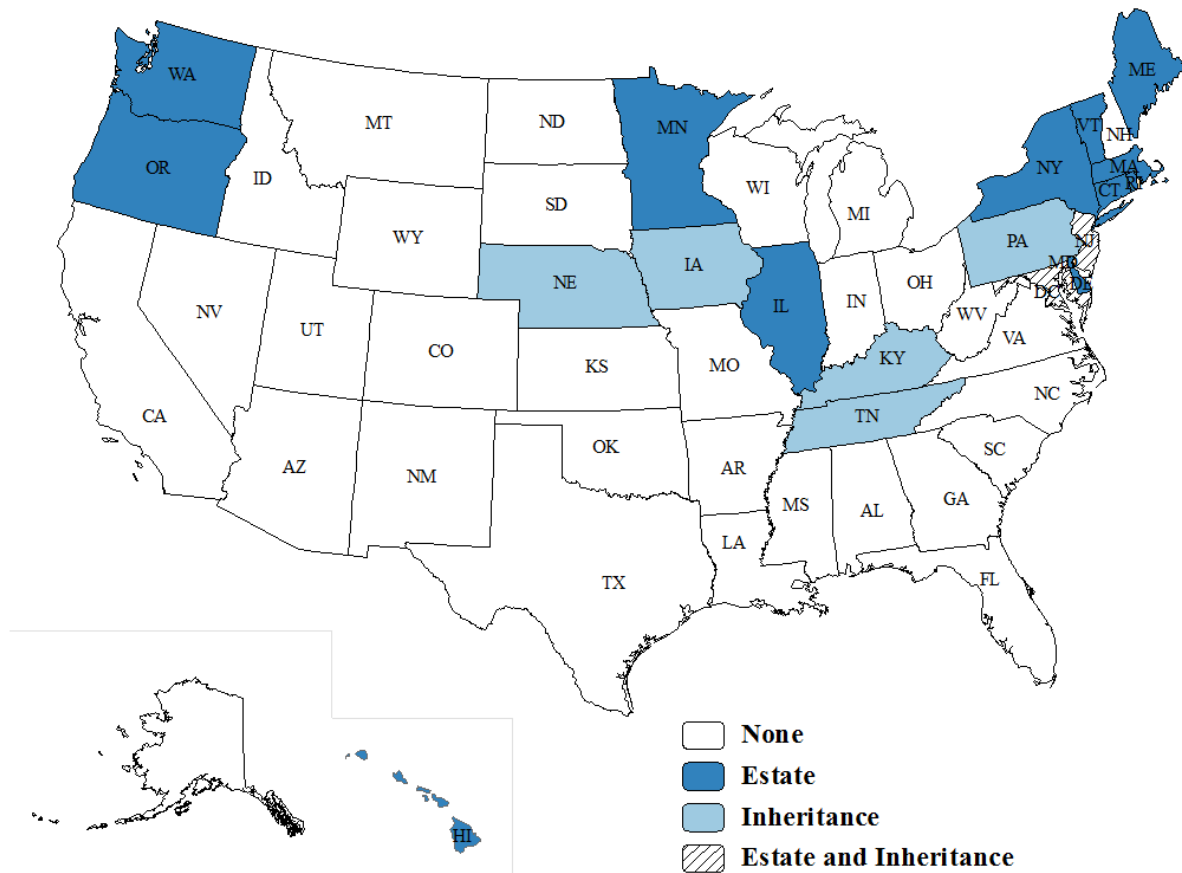 WA
ME
MT
ND
MN
VT
NH
OR
ID
WI
NY
MA
CT
RI
SD
MI
WY
PA
NJ
IA
NE
MD
OH
DE
DC
NV
IL
IN
WV
UT
CO
VA
KS
MO
KY
CA
NC
TN
OK
SC
AZ
NM
AR
MS
AL
GA
LA
TX
FL
None
Estate
Inheritance
HI
Estate and Inheritance